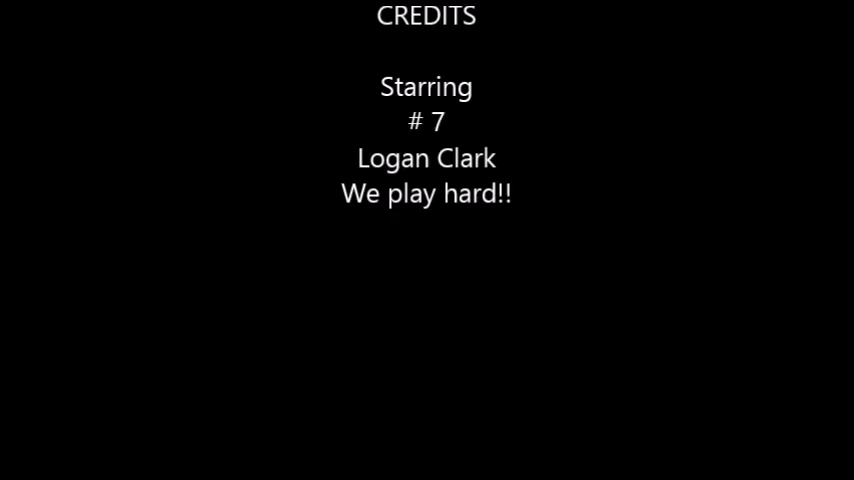 CREDITS
Starring
# 7
Logan Clark
We play hard!!